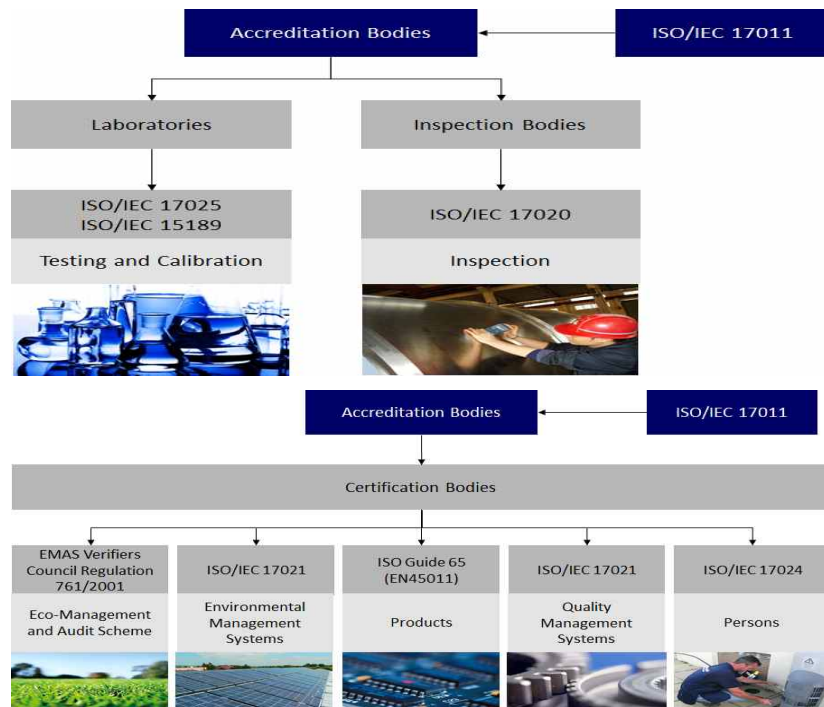 Accreditation Bodies
ISO/IEC 17011
Laboratories
Inspection Bodies
ISO/IEC 17025
ISO/IEC 15189
ISO/IEC 17020
Testing and Calibration
Inspection
Accreditation Bodies
ISO/IEC 17011
Certification Bodies
EMAS Verifiers
Council Regulation
761/2001
ISO/IEC 17021
ISO Guide 65
(EN45011)
ISO/IEC 17021
ISO/IEC 17024
Eco-Management
and Audit Scheme
Environmental
Management
Systems
Products
Quality
Management
Systems
Persons